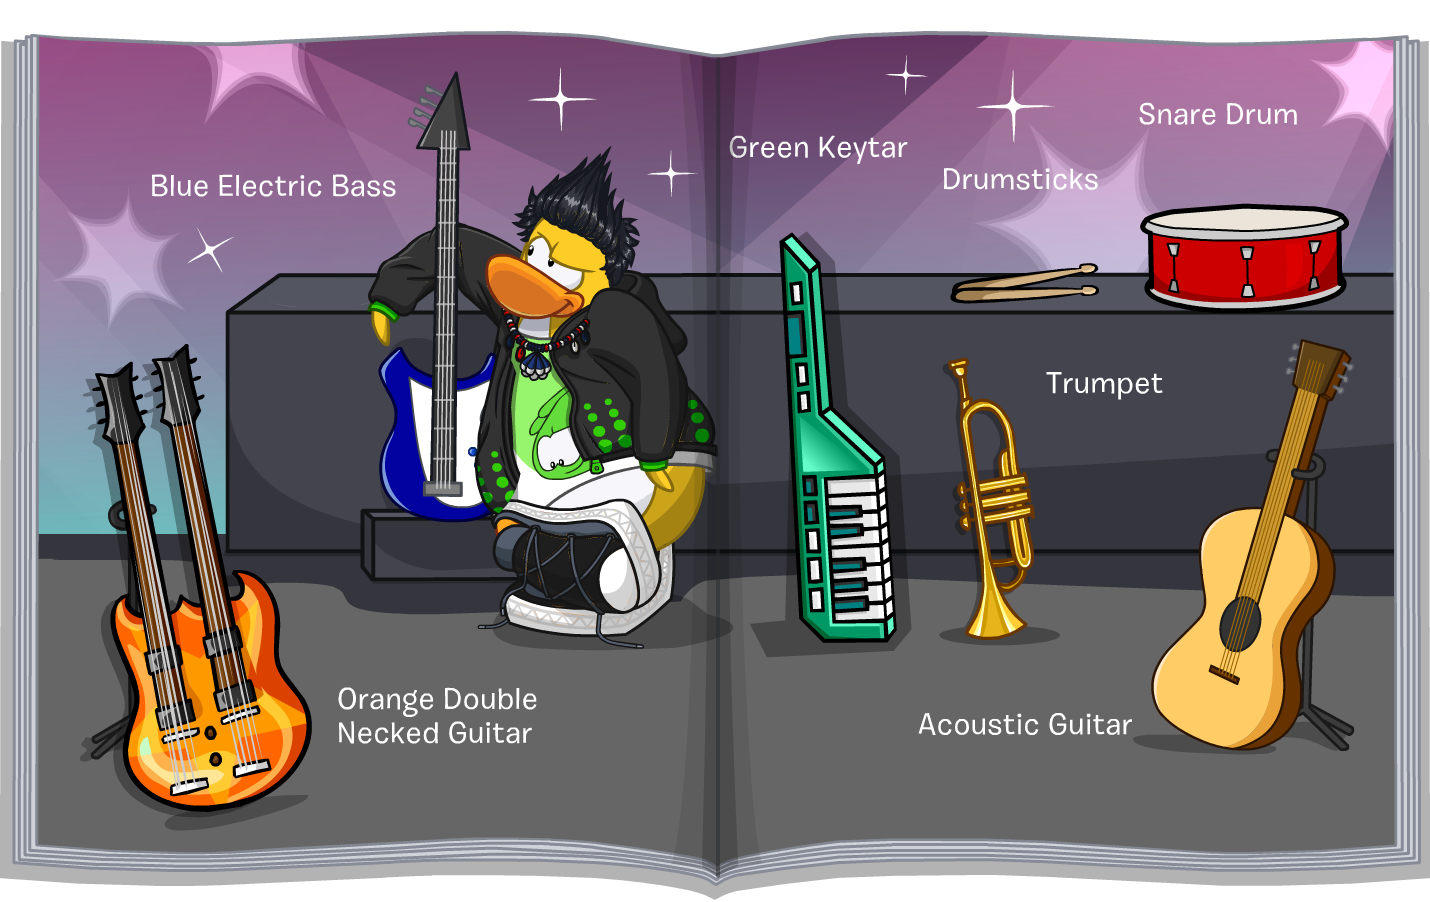 Blue Electric Bass
Orange Double
Necked Guitar
Green Keytar
Drumsticks
Snare Drum
Trumpet
Acoustic Guitar